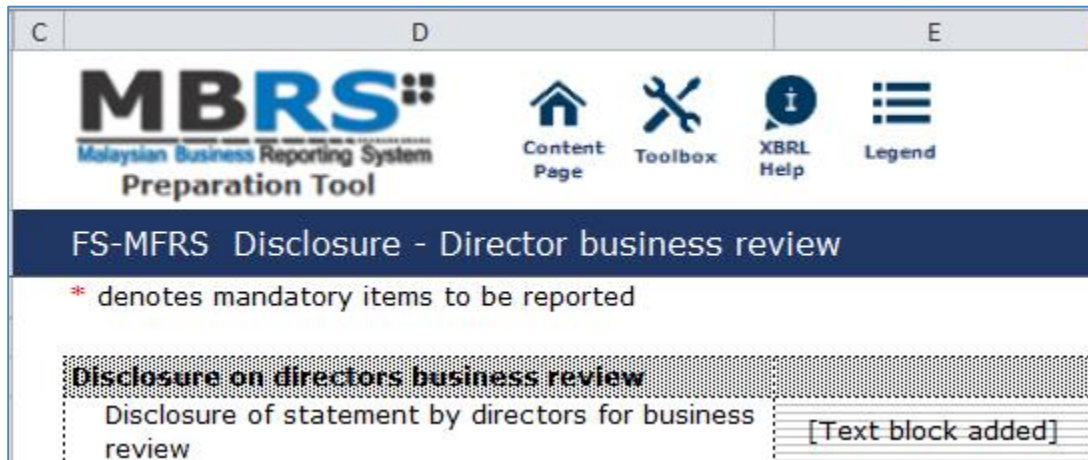 C D E
MBRS
Malaysian Business Reporting System
Preparation Tool
Content
Page
Toolbox
i
XBRL
Help
Legend
FS-MFRS Disclosure - Director business review
* denotes mandatory items to be reported
Disclosure on directors business review
Disclosure of statement by directors for business
review
[Text block added]